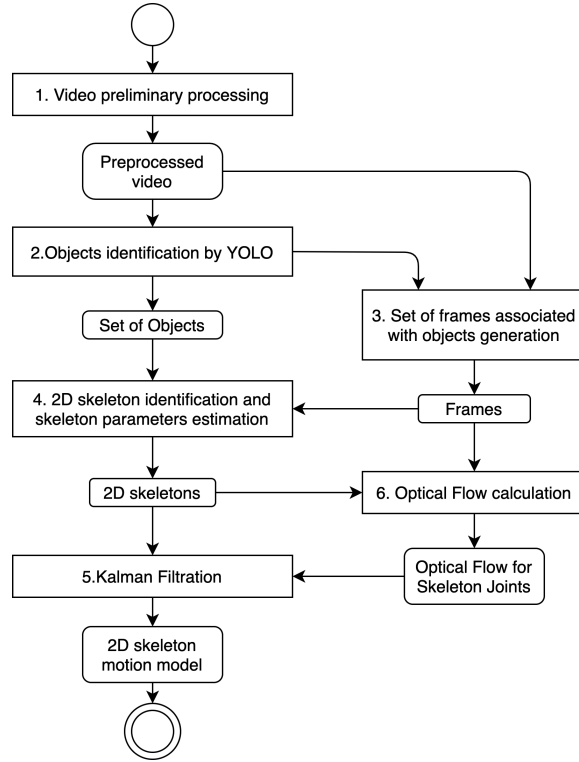 1. Video preliminary processing
Preprocessed
video
2.Objects identification by YOLO
3. Set of frames associated
with objects generation
Set of Objects
4. 2D skeleton identification and
skeleton parameters estimation
Frames
2D skeletons
6. Optical Flow calculation
5.Kalman Filtration
Optical Flow for
Skeleton Joints
2D skeleton
motion model